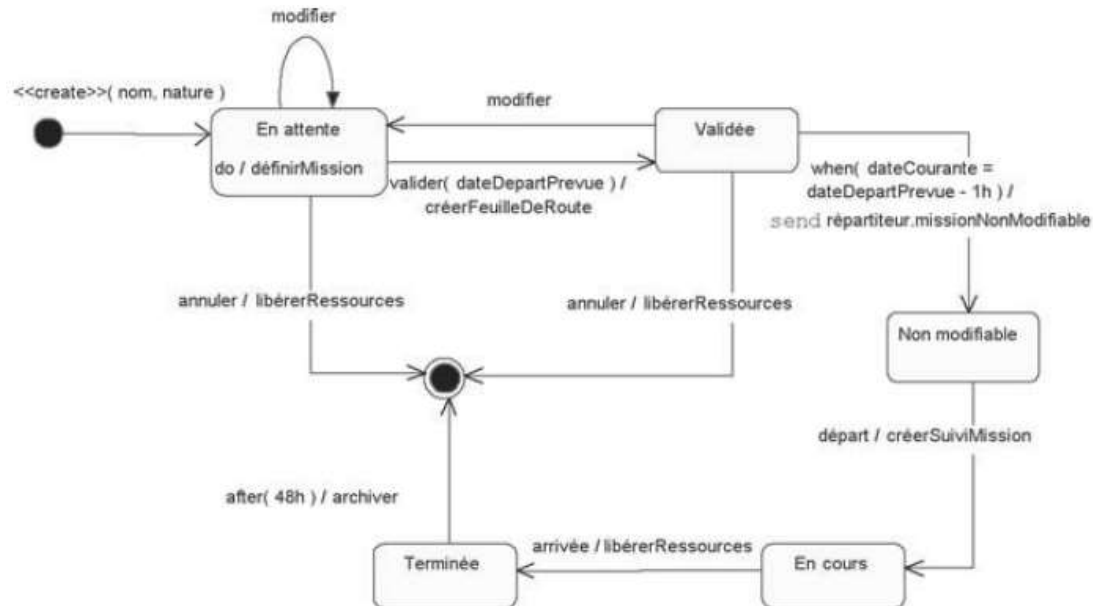 modifier
<<create>>( nom, nature )
En attente
do / définirMission
modifier
Validée
valider( dateDepartPrevue ) /
créerFeuilleDeRoute
when( dateCourante =
dateDepartPrevue - 1h ) /
send répartiteur.missionNonModifiable
annuler / libérerRessources
annuler / libérerRessources
Non modifiable
départ / créerSuiviMission
after( 48h ) / archiver
Terminée
arrivée / libérerRessources
En cours